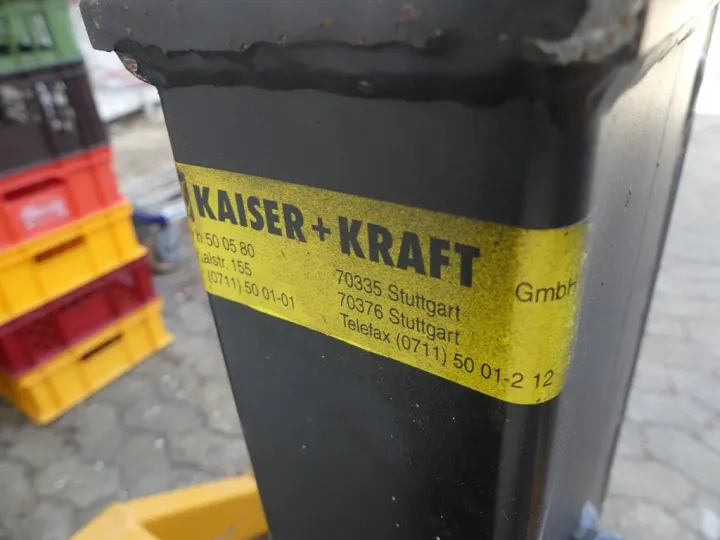 KAISER + KRAFT GmbH
50 05 80 70335 Stuttgart
155 70376 Stuttgart
(0711) 50 01-01 Telefax (0711) 50 01-2 12